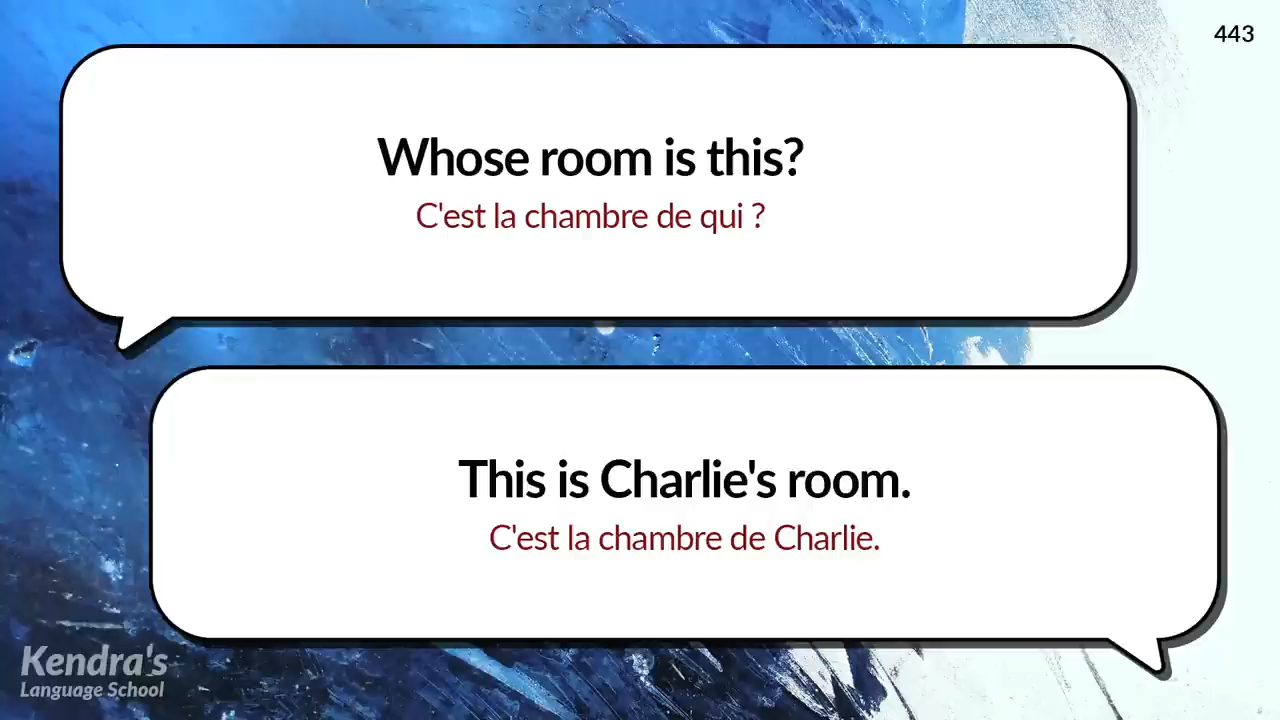 443
Whose room is this?
C'est la chambre de qui ?
This is Charlie's room.
C'est la chambre de Charlie.
Kendra's
Language School